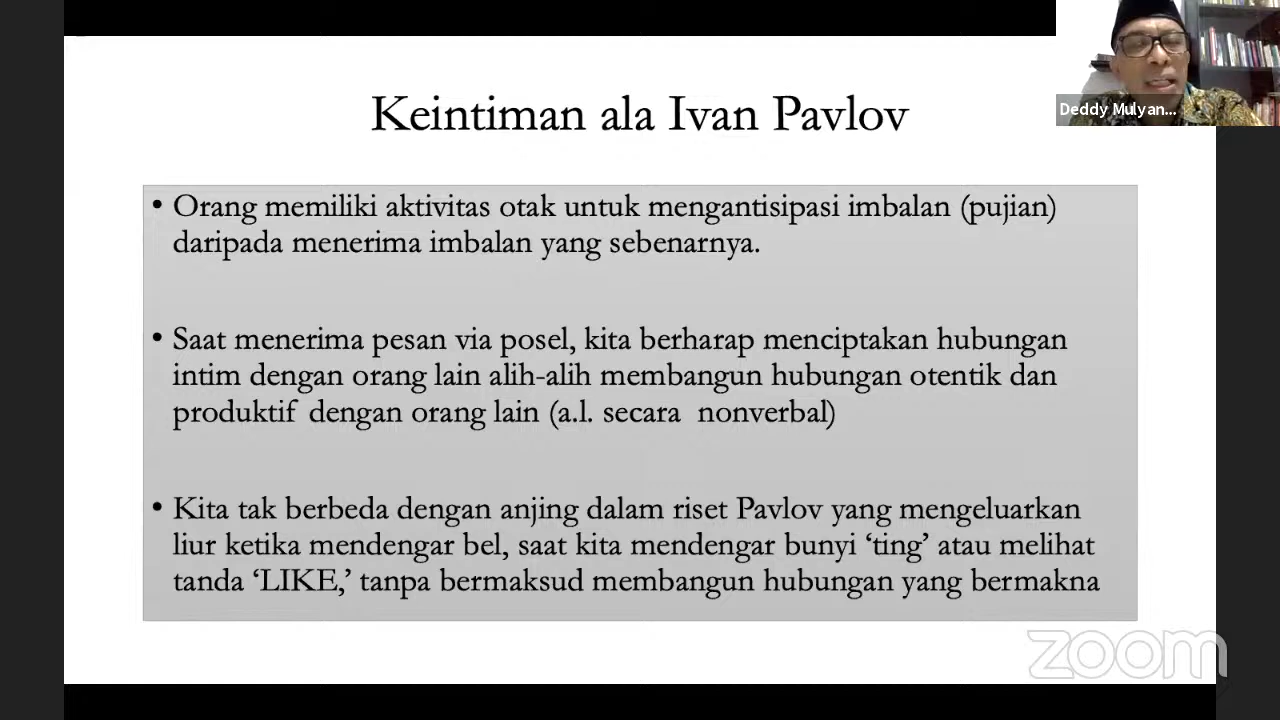 Keintiman ala Ivan Pavlov
Deddy Mulyan...
• Orang memiliki aktivitas otak untuk mengantisipasi imbalan (pujian)
daripada menerima imbalan yang sebenarnya.
• Saat menerima pesan via posel, kita berharap menciptakan hubungan
intim dengan orang lain alih-alih membangun hubungan otentik dan
produktif dengan orang lain (a.l. secara nonverbal)
• Kita tak berbeda dengan anjing dalam riset Pavlov yang mengeluarkan
liur ketika mendengar bel, saat kita mendengar bunyi ‘ting’ atau melihat
tanda ‘LIKE,’ tanpa bermaksud membangun hubungan yang bermakna
zoom